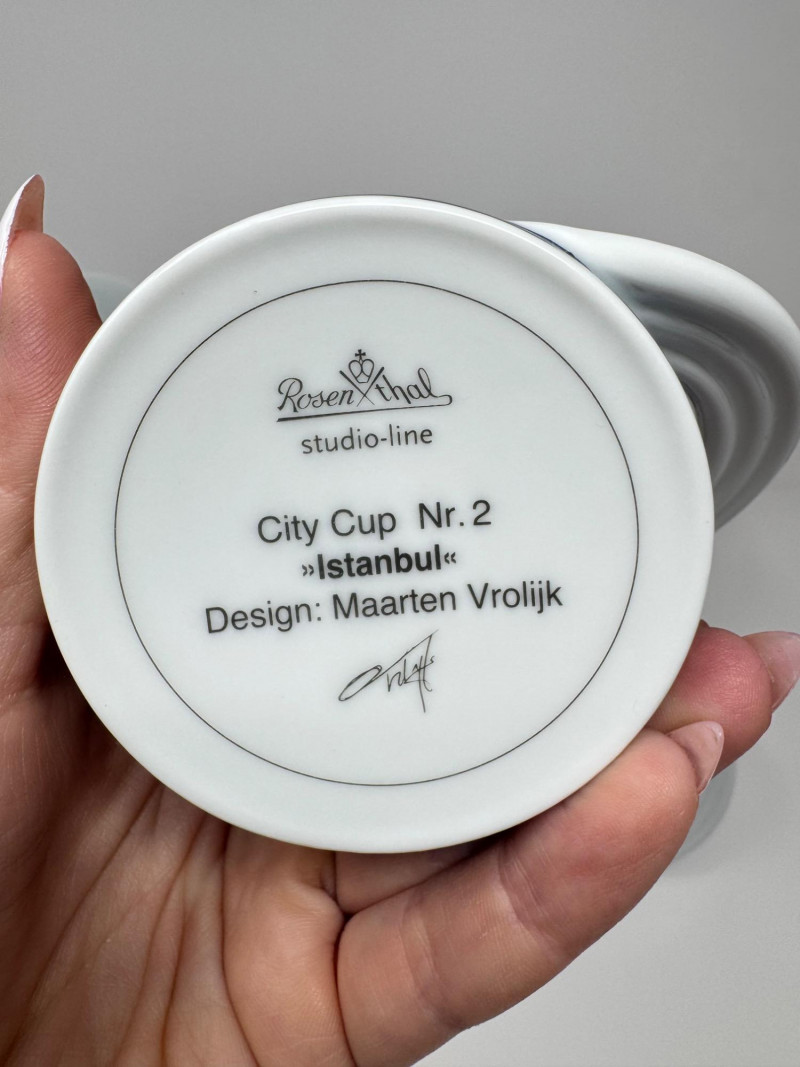 Rosenthal
studio-line
City Cup Nr. 2
»Istanbul«
Design: Maarten Vrolijk